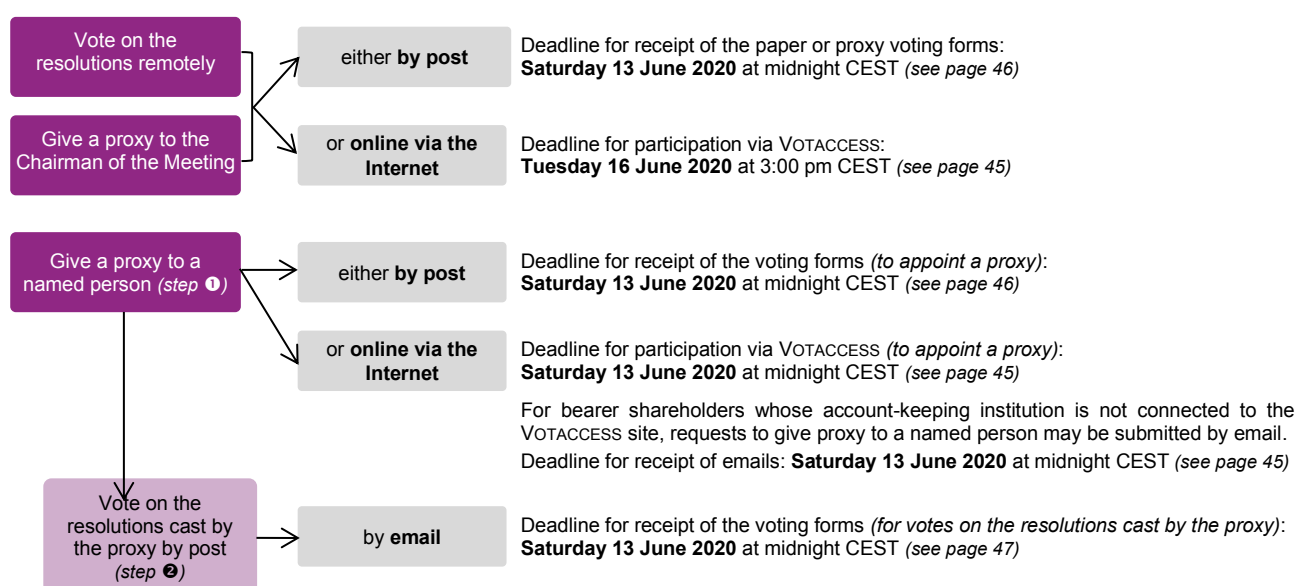 Vote on the
resolutions remotely
either by post
Deadline for receipt of the paper or proxy voting forms:
Saturday 13 June 2020 at midnight CEST (see page 46)
Give a proxy to the
Chairman of the Meeting
or online via the
Internet
Deadline for participation via VOTACCESS:
Tuesday 16 June 2020 at 3:00 pm CEST (see page 45)
Give a proxy to a
named person (step ❶)
either by post
Deadline for receipt of the voting forms (to appoint a proxy):
Saturday 13 June 2020 at midnight CEST (see page 46)
or online via the
Internet
Deadline for participation via VOTACCESS (to appoint a proxy):
Saturday 13 June 2020 at midnight CEST (see page 45)
For bearer shareholders whose account-keeping institution is not connected to the
VOTACCESS site, requests to give proxy to a named person may be submitted by email.
Deadline for receipt of emails: Saturday 13 June 2020 at midnight CEST (see page 45)
Vote on the
resolutions cast by
the proxy by post
(step ❷)
by email
Deadline for receipt of the voting forms (for votes on the resolutions cast by the proxy):
Saturday 13 June 2020 at midnight CEST (see page 47)